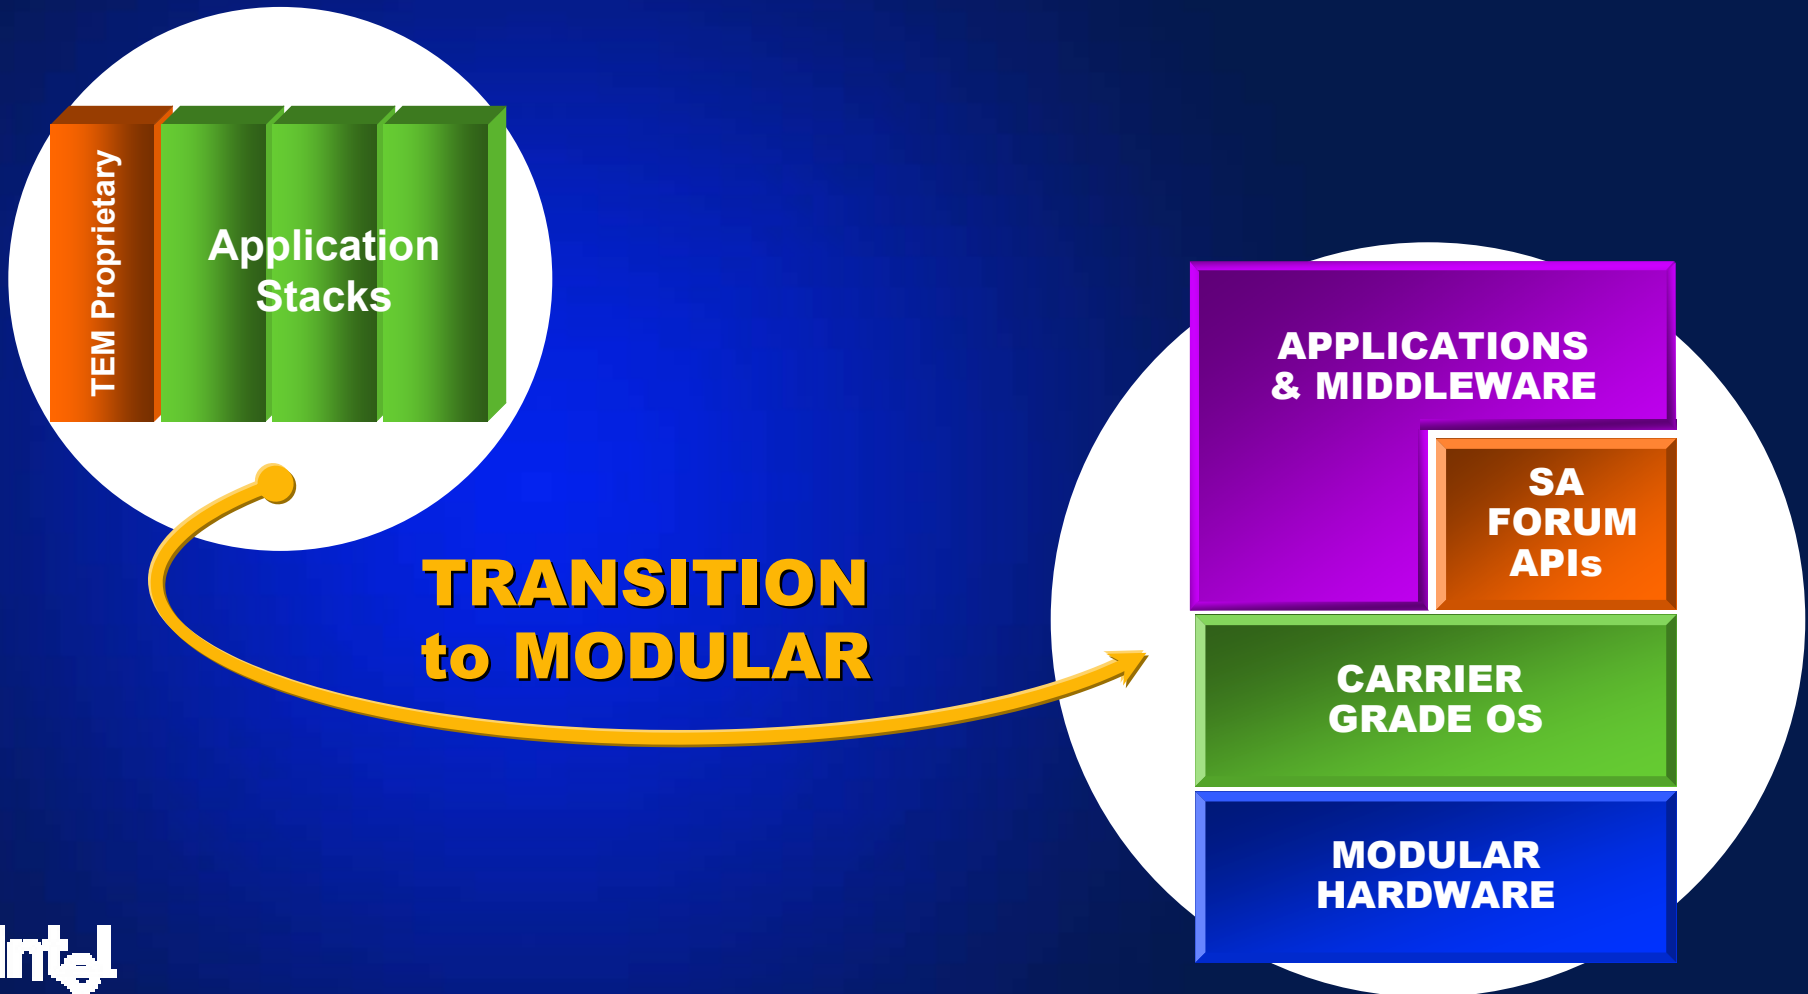 TEM Proprietary
Application
Stacks
TRANSITION
to MODULAR
APPLICATIONS
& MIDDLEWARE
SA
FORUM
APIs
CARRIER
GRADE OS
MODULAR
HARDWARE
intel